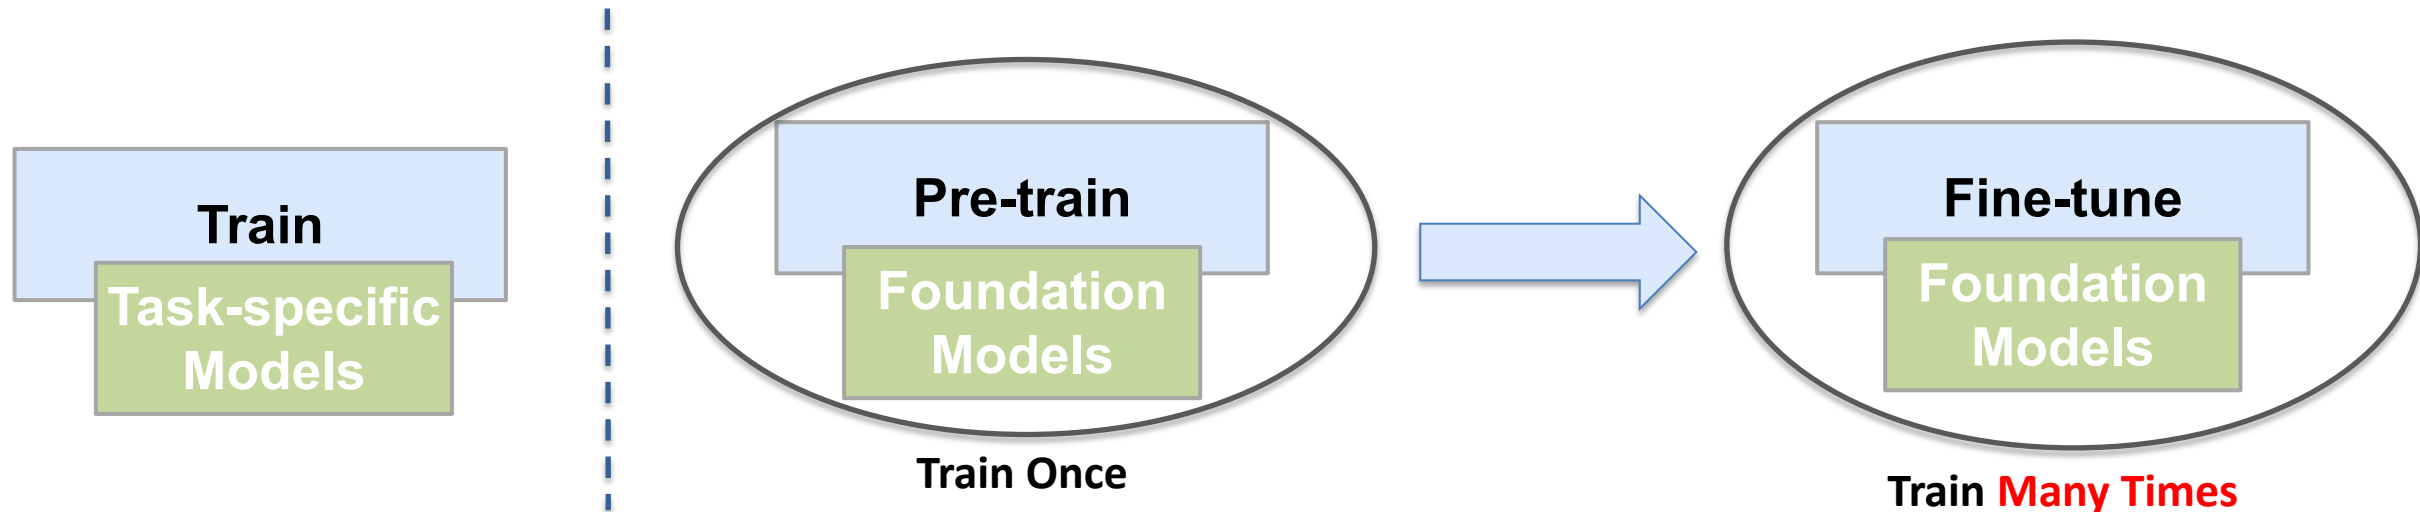 Train
Task-specific
Models
Pre-train
Foundation
Models
Train Once
Fine-tune
Foundation
Models
Train Many Times